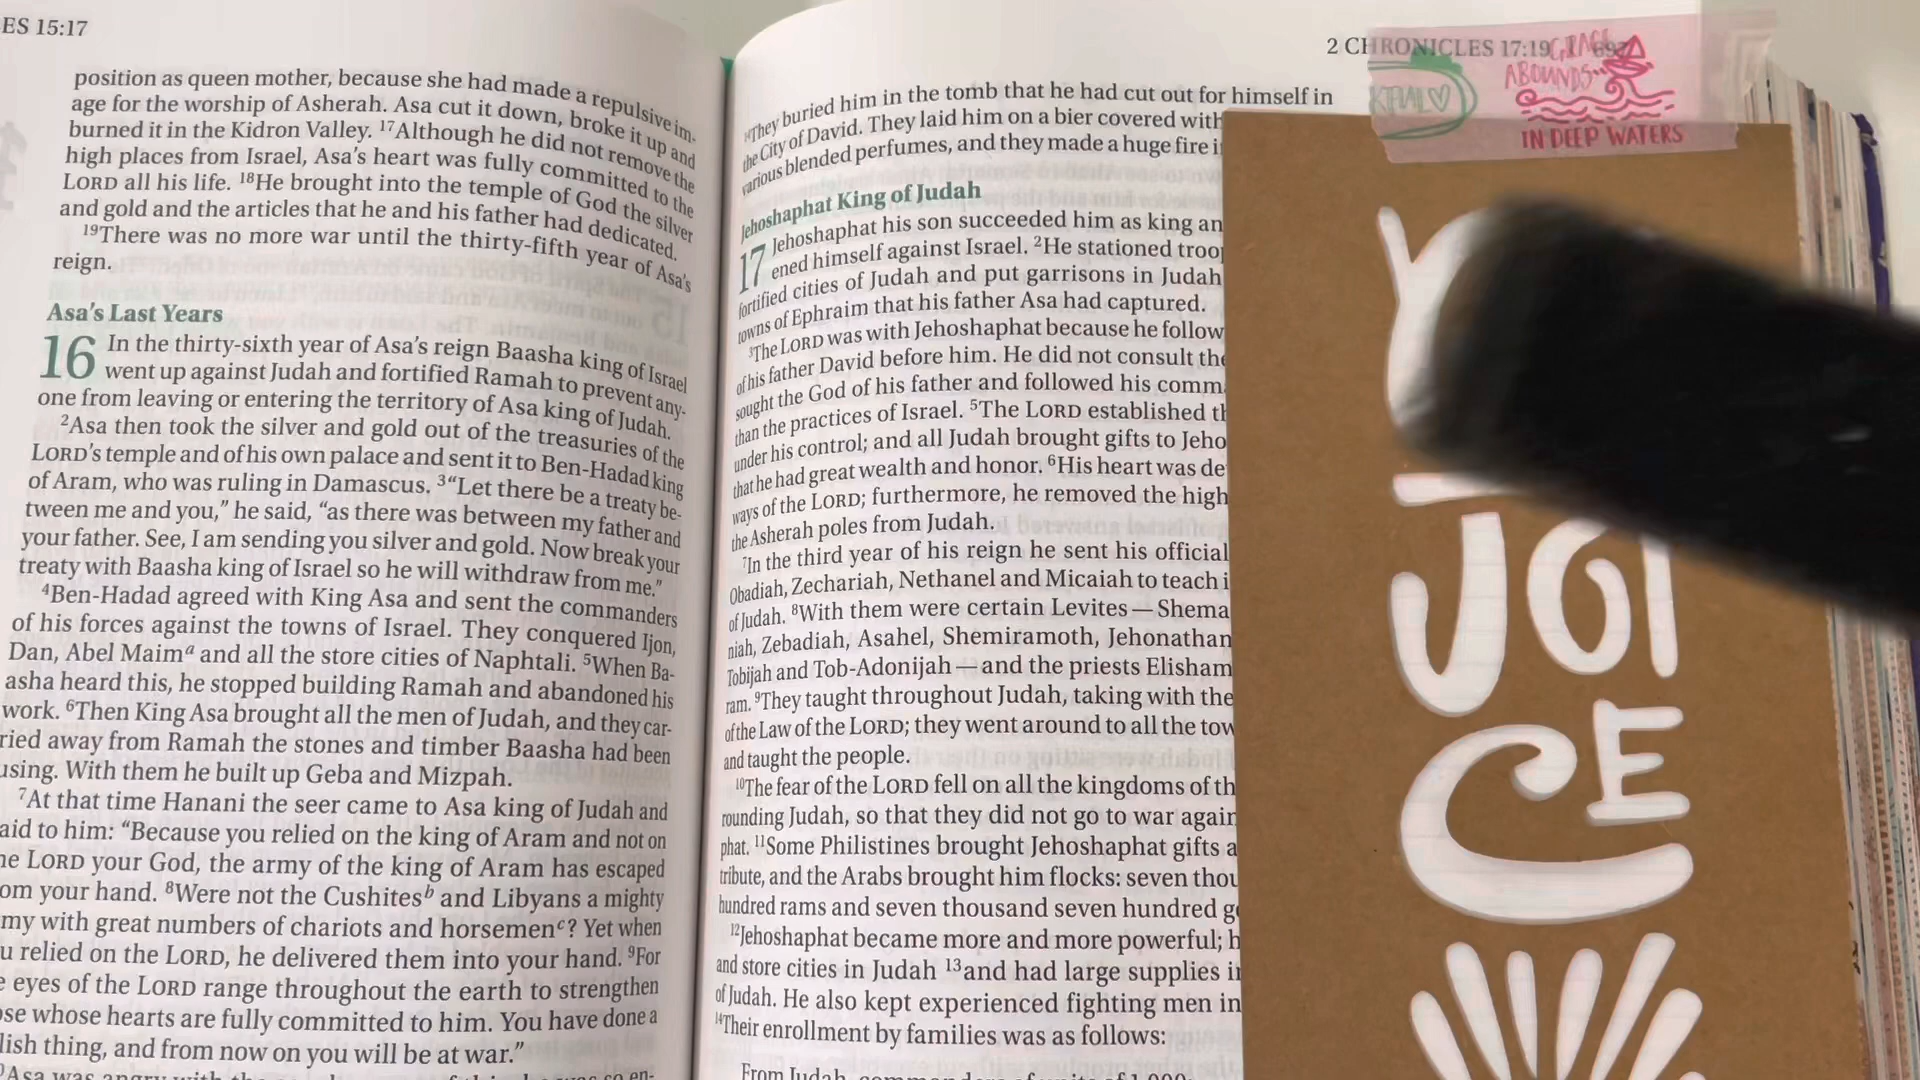 ES 15:17
position as queen mother, because she had made a repulsive im-
age for the worship of Asherah. Asa cut it down, broke it up and
burned it in the Kidron Valley. 17Although he did not remove the
high places from Israel, Asa's heart was fully committed to the
LORD all his life. 18He brought into the temple of God the silver
and gold and the articles that he and his father had dedicated.
19There was no more war until the thirty-fifth year of Asa's
reign.
Asa's Last Years
16 In the thirty-sixth year of Asa's reign Baasha king of Israel
went up against Judah and fortified Ramah to prevent any-
one from leaving or entering the territory of Asa king of Judah.
2Asa then took the silver and gold out of the treasuries of the
LORD's temple and of his own palace and sent it to Ben-Hadad king
of Aram, who was ruling in Damascus. 3"Let there be a treaty be-
tween me and you," he said, "as there was between my father and
your father. See, I am sending you silver and gold. Now break your
treaty with Baasha king of Israel so he will withdraw from me."
4Ben-Hadad agreed with King Asa and sent the commanders
of his forces against the towns of Israel. They conquered Ijon,
Dan, Abel Maim a and all the store cities of Naphtali. 5When Ba-
asha heard this, he stopped building Ramah and abandoned his
work. 6Then King Asa brought all the men of Judah, and they car-
ried away from Ramah the stones and timber Baasha had been
using. With them he built up Geba and Mizpah.
7At that time Hanani the seer came to Asa king of Judah and
aid to him: "Because you relied on the king of Aram and not on
he LORD your God, the army of the king of Aram has escaped
om your hand. 8Were not the Cushites b and Libyans a mighty
my with great numbers of chariots and horsemen c? Yet when
u relied on the LORD, he delivered them into your hand. 9For
e eyes of the LORD range throughout the earth to strengthen
ose whose hearts are fully committed to him. You have done a
lish thing, and from now on you will be at war."
2 CHRONICLES 17:19
GRACE
ABOUNDS
IN DEEP WATERS
14They buried him in the tomb that he had cut out for himself in
the City of David. They laid him on a bier covered with
various blended perfumes, and they made a huge fire i
Jehoshaphat King of Judah
17 Jehoshaphat his son succeeded him as king an
ened himself against Israel. 2He stationed troo
fortified cities of Judah and put garrisons in Judah
towns of Ephraim that his father Asa had captured.
3The LORD was with Jehoshaphat because he follow
of his father David before him. He did not consult the
sought the God of his father and followed his comm
than the practices of Israel. 5The LORD established th
under his control; and all Judah brought gifts to Jeho
that he had great wealth and honor. 6His heart was de
ways of the LORD; furthermore, he removed the high
the Asherah poles from Judah.
7In the third year of his reign he sent his official
Obadiah, Zechariah, Nethanel and Micaiah to teach i
of Judah. 8With them were certain Levites — Shema
niah, Zebadiah, Asahel, Shemiramoth, Jehonathan
Tobijah and Tob-Adonijah — and the priests Elisham
ram. 9They taught throughout Judah, taking with the
of the Law of the LORD; they went around to all the tow
and taught the people.
10The fear of the LORD fell on all the kingdoms of th
rounding Judah, so that they did not go to war again
phat. 11Some Philistines brought Jehoshaphat gifts a
tribute, and the Arabs brought him flocks: seven thou
hundred rams and seven thousand seven hundred g
12Jehoshaphat became more and more powerful; h
and store cities in Judah 13and had large supplies i
of Judah. He also kept experienced fighting men in
14Their enrollment by families was as follows:
From Judah, commanders of units of 1,000:
JOI
CE